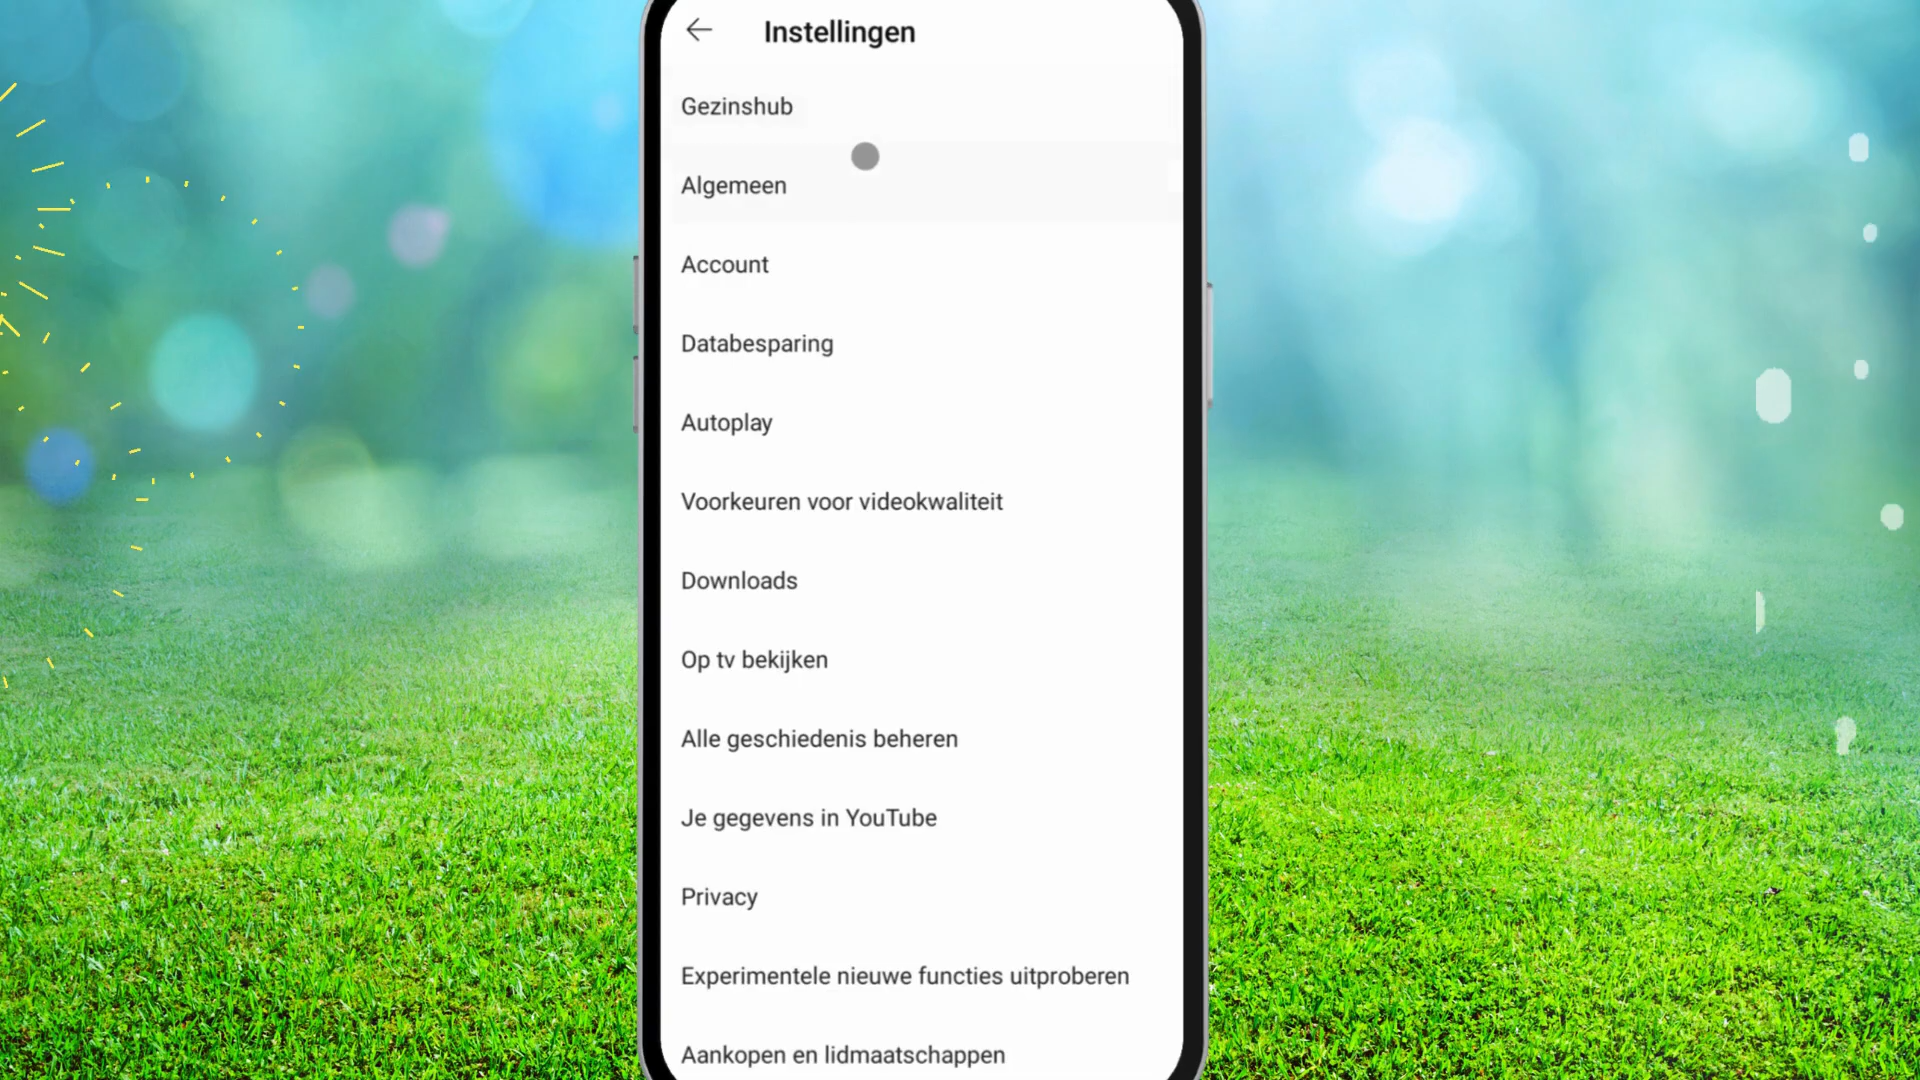 Instellingen
Gezinshub
Algemeen
Account
Databesparing
Autoplay
Voorkeuren voor videokwaliteit
Downloads
Op tv bekijken
Alle geschiedenis beheren
Je gegevens in YouTube
Privacy
Experimentele nieuwe functies uitproberen
Aankopen en lidmaatschappen